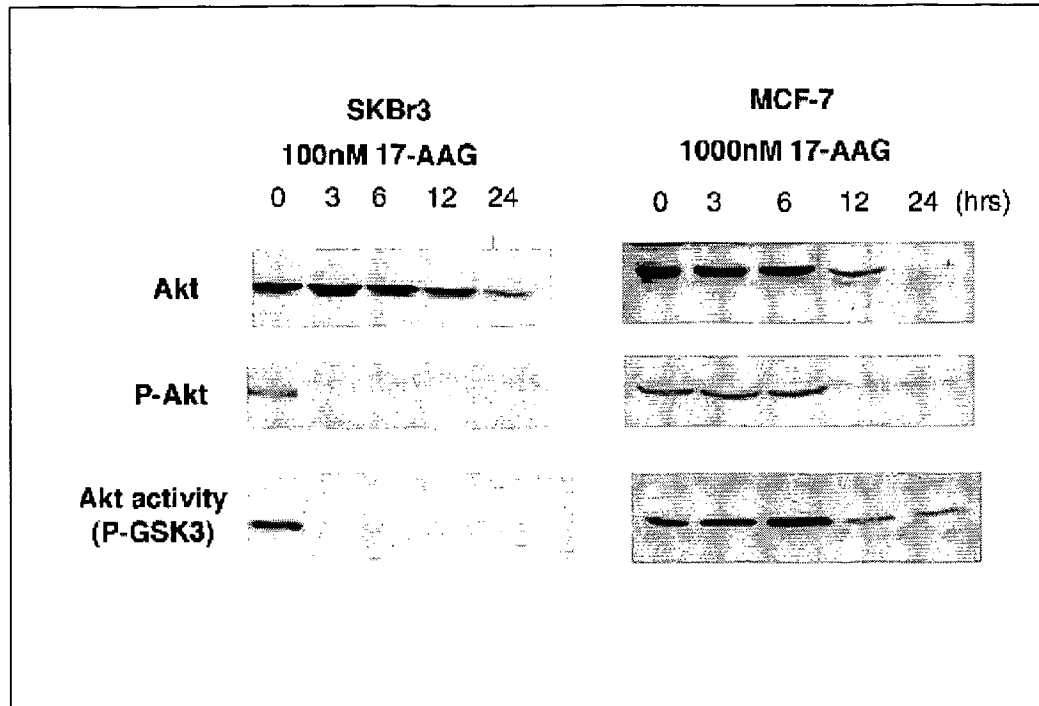 SKBr3
100nM 17-AAG
0 3 6 12 24
MCF-7
1000nM 17-AAG
0 3 6 12 24 (hrs)
Akt
P-Akt
Akt activity
(P-GSK3)